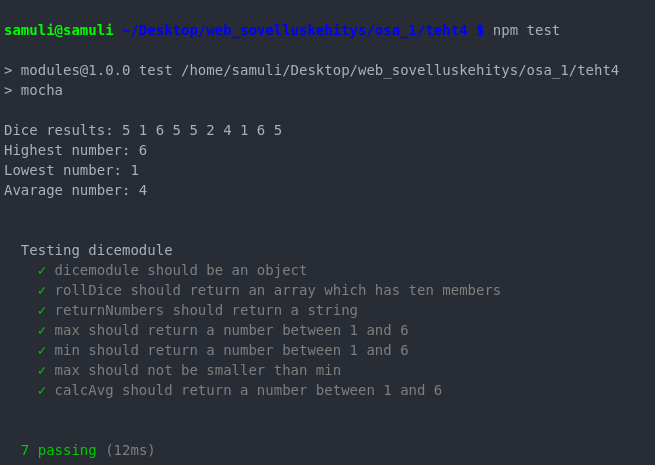 samuli@samuli ~/Desktop/web_sovelluskehitys/osa_1/teht4 $ npm test
> modules@1.0.0 test /home/samuli/Desktop/web_sovelluskehitys/osa_1/teht4
> mocha
Dice results: 5 1 6 5 5 2 4 1 6 5
Highest number: 6
Lowest number: 1
Avarage number: 4
Testing dicemodule
✓ dicemodule should be an object
✓ rollDice should return an array which has ten members
✓ returnNumbers should return a string
✓ max should return a number between 1 and 6
✓ min should return a number between 1 and 6
✓ max should not be smaller than min
✓ calcAvg should return a number between 1 and 6
7 passing (12ms)